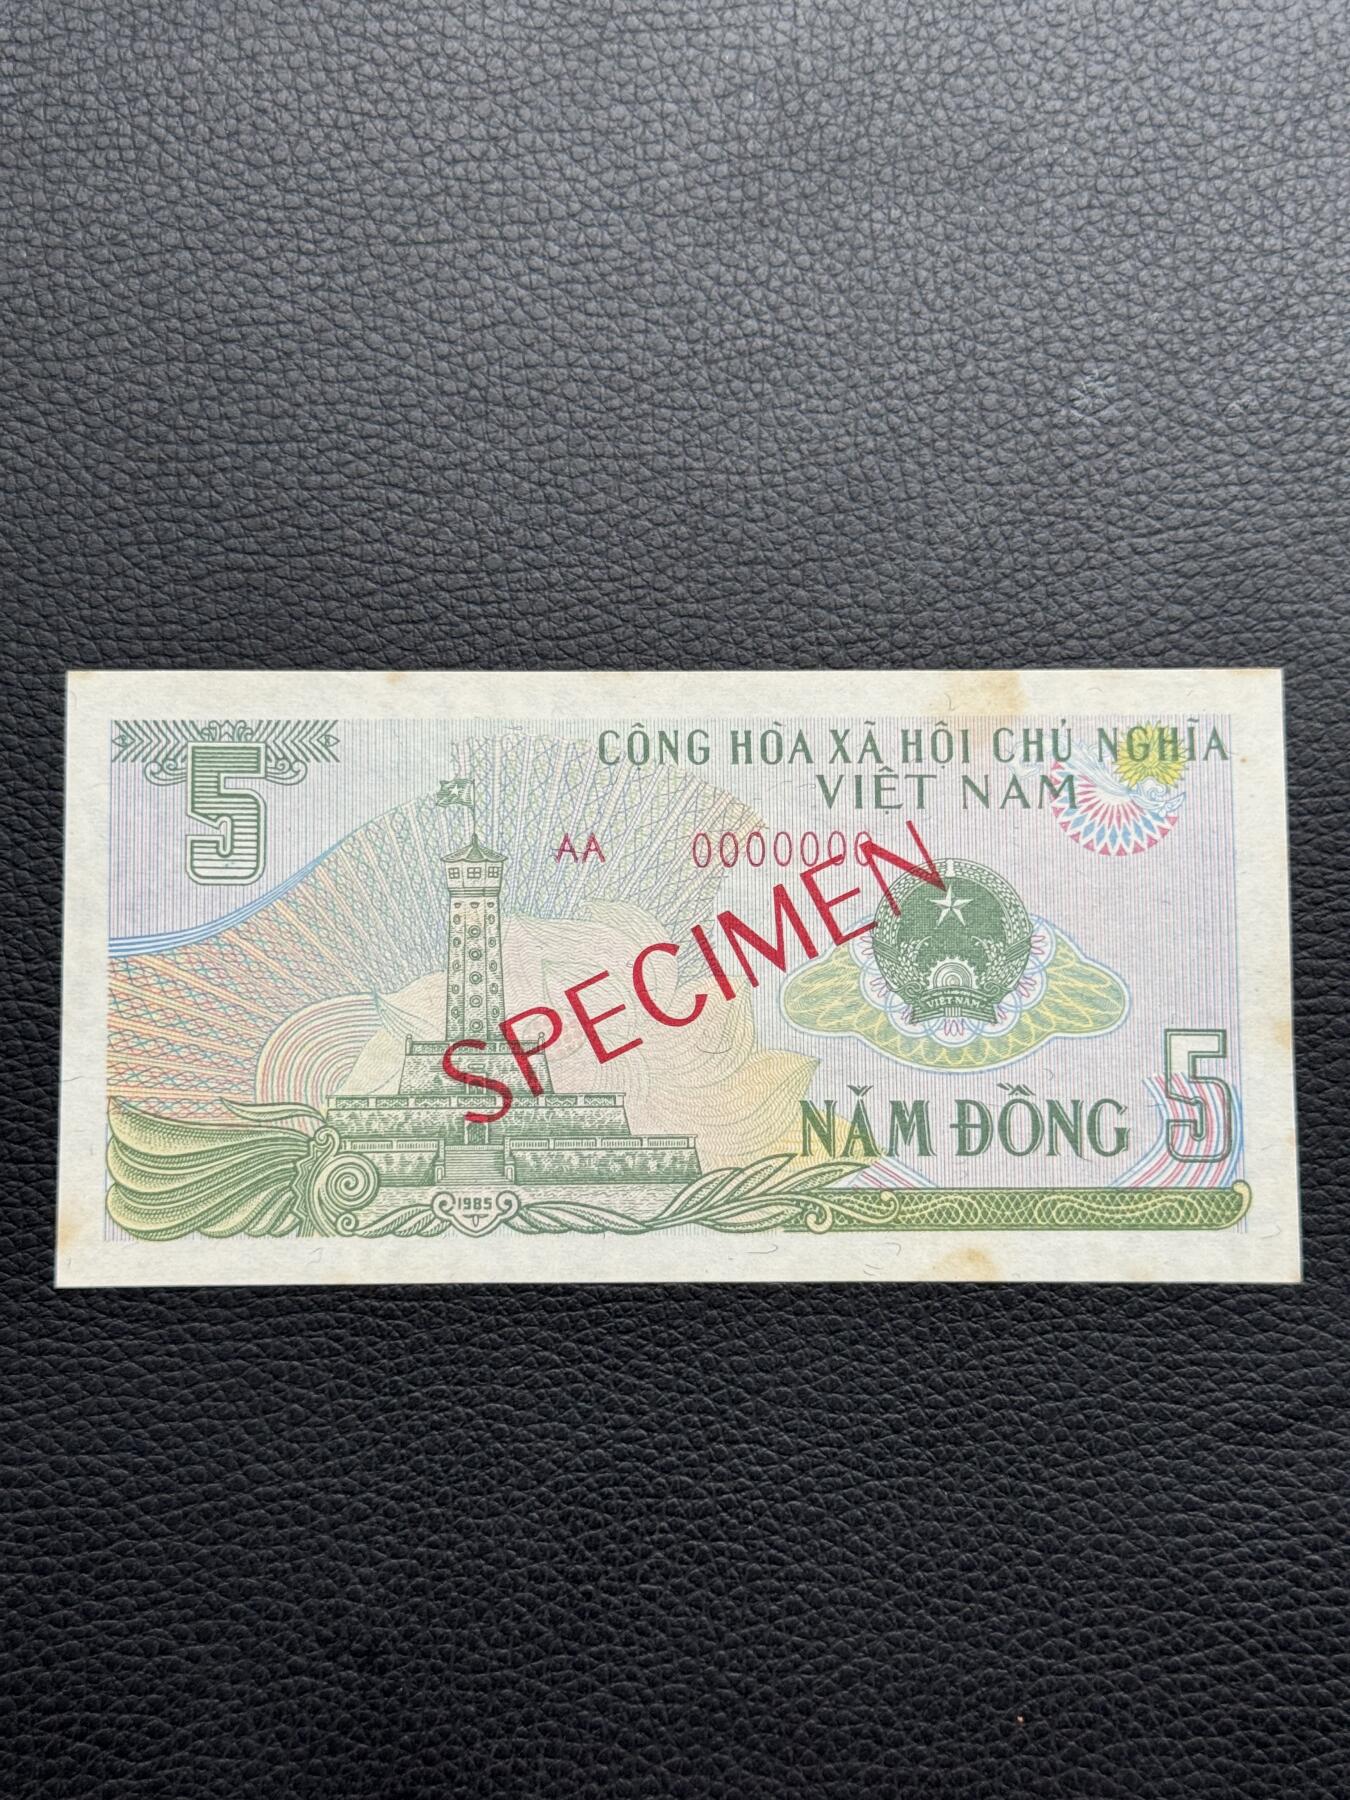 5
CỘNG HÒA XÃ HỘI CHỦ NGHĨA
VIỆT NAM
AA 0000000
SPECIMEN
VIỆT-NAM
NĂM ĐỒNG
5
1985